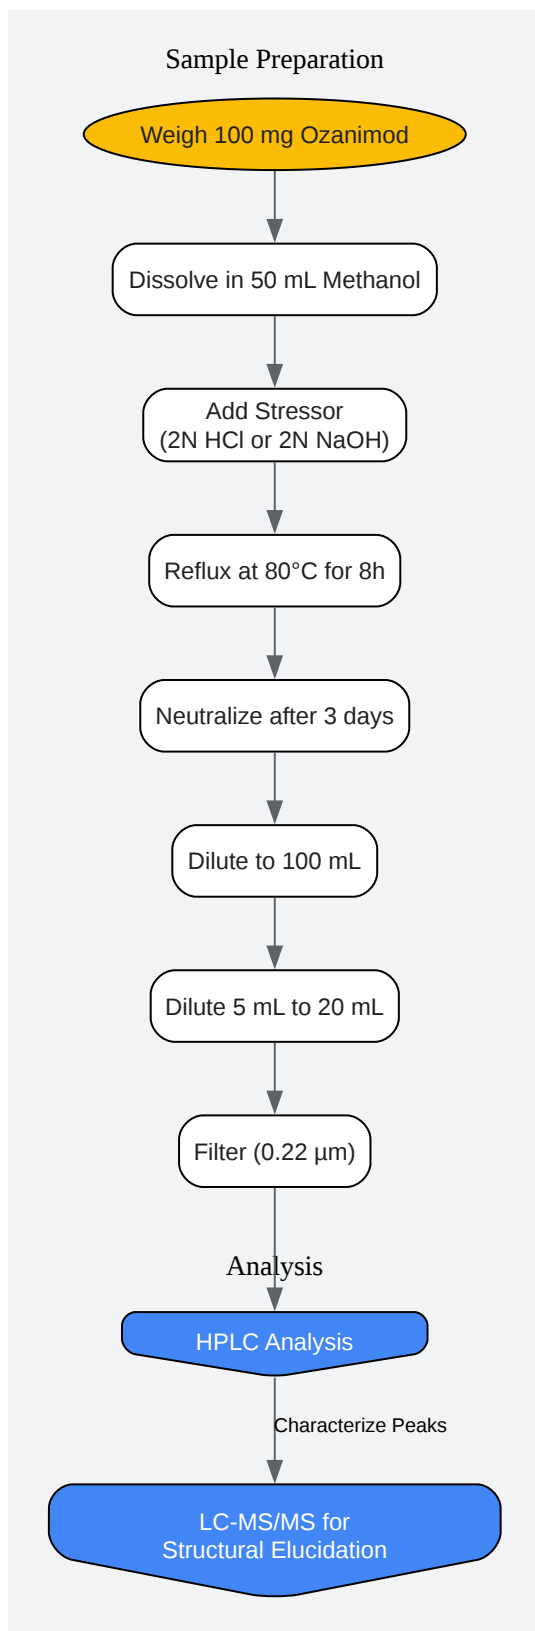 Sample Preparation
Weigh 100 mg Ozanimod
Dissolve in 50 mL Methanol
Add Stressor
(2N HCl or 2N NaOH)
Reflux at 80°C for 8h
Neutralize after 3 days
Dilute to 100 mL
Dilute 5 mL to 20 mL
Filter (0.22 µm)
Analysis
HPLC Analysis
Characterize Peaks
LC-MS/MS for
Structural Elucidation